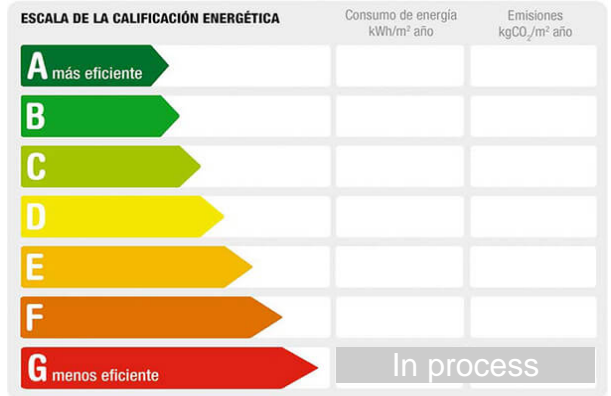 ESCALA DE LA CALIFICACIÓN ENERGÉTICA
Consumo de energía
kWh/m² año
Emisiones
kgCO₂/m² año
A más eficiente
B
C
D
E
F
G menos eficiente
In process